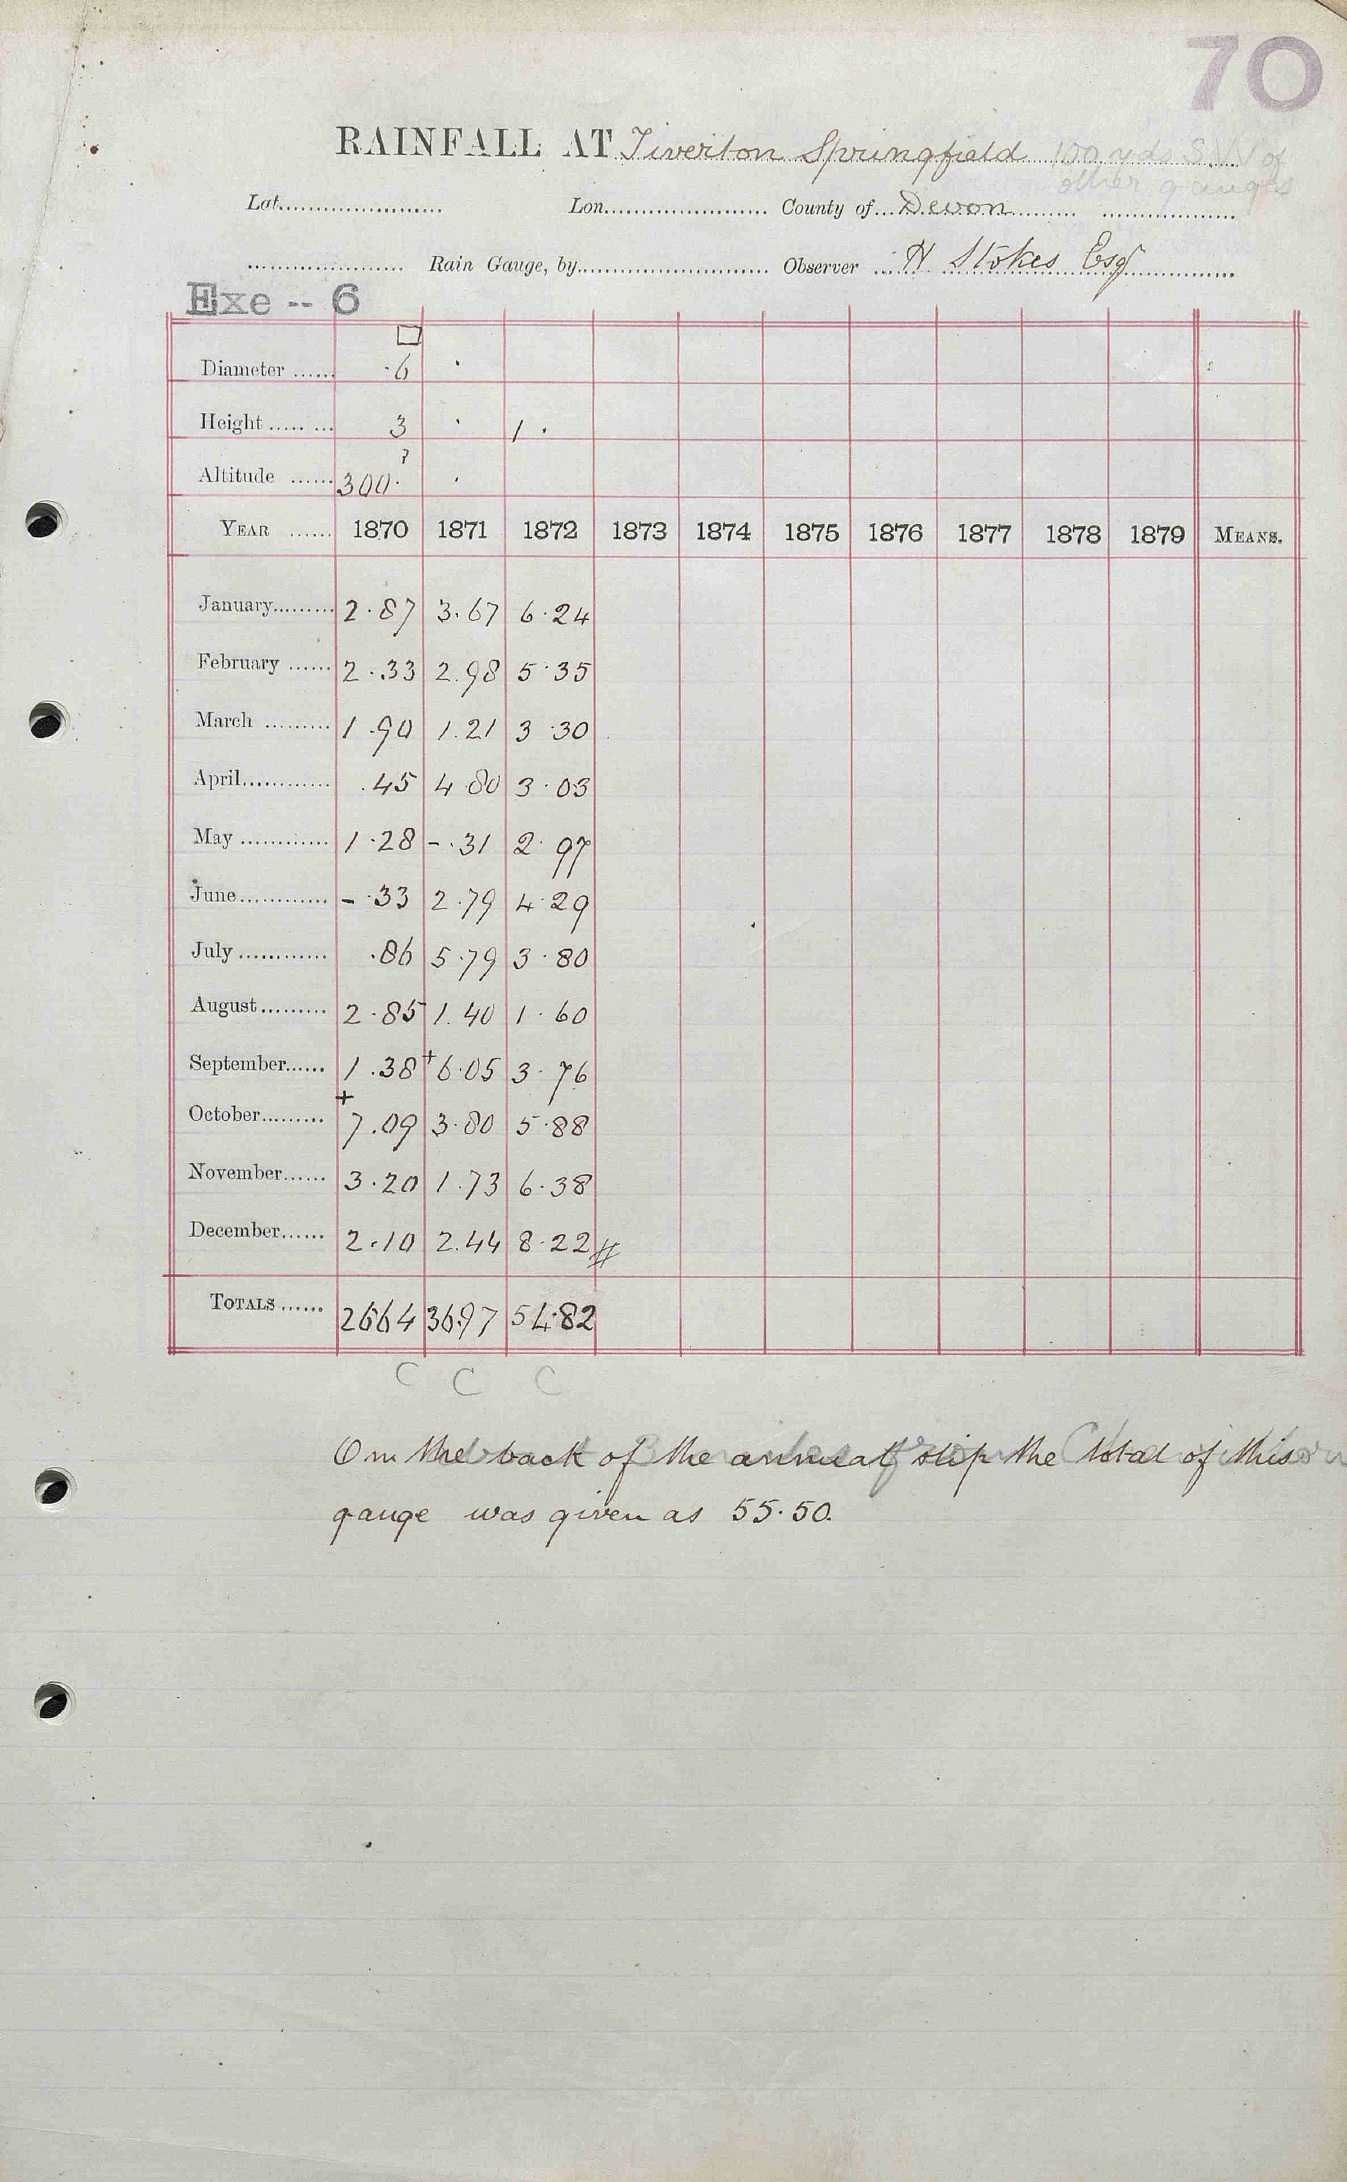 70
RAINFALL AT Tiverton Springfield 100 yds S.W of
other gauges
Lat. Lon. County of Devon
Rain Gauge, by Observer H Stokes Esq
Exe -- 6
Diameter 6
Height 3 1
Altitude 300 ?
YEAR 1870 1871 1872 1873 1874 1875 1876 1877 1878 1879 MEANS.
January 2.87 3.67 6.24
February 2.33 2.98 5.35
March 1.90 1.21 3.30
April .45 4.80 3.03
May 1.28 -.31 2.97
June -.33 2.79 4.29
July .86 5.79 3.80
August 2.85 1.40 1.60
September 1.38 +6.05 3.76
October +7.09 3.80 5.88
November 3.20 1.73 6.38
December 2.10 2.44 8.22 #
TOTALS 26.64 36.97 54.82
C C C
On the back of the annual slip the total of this
gauge was given as 55.50.